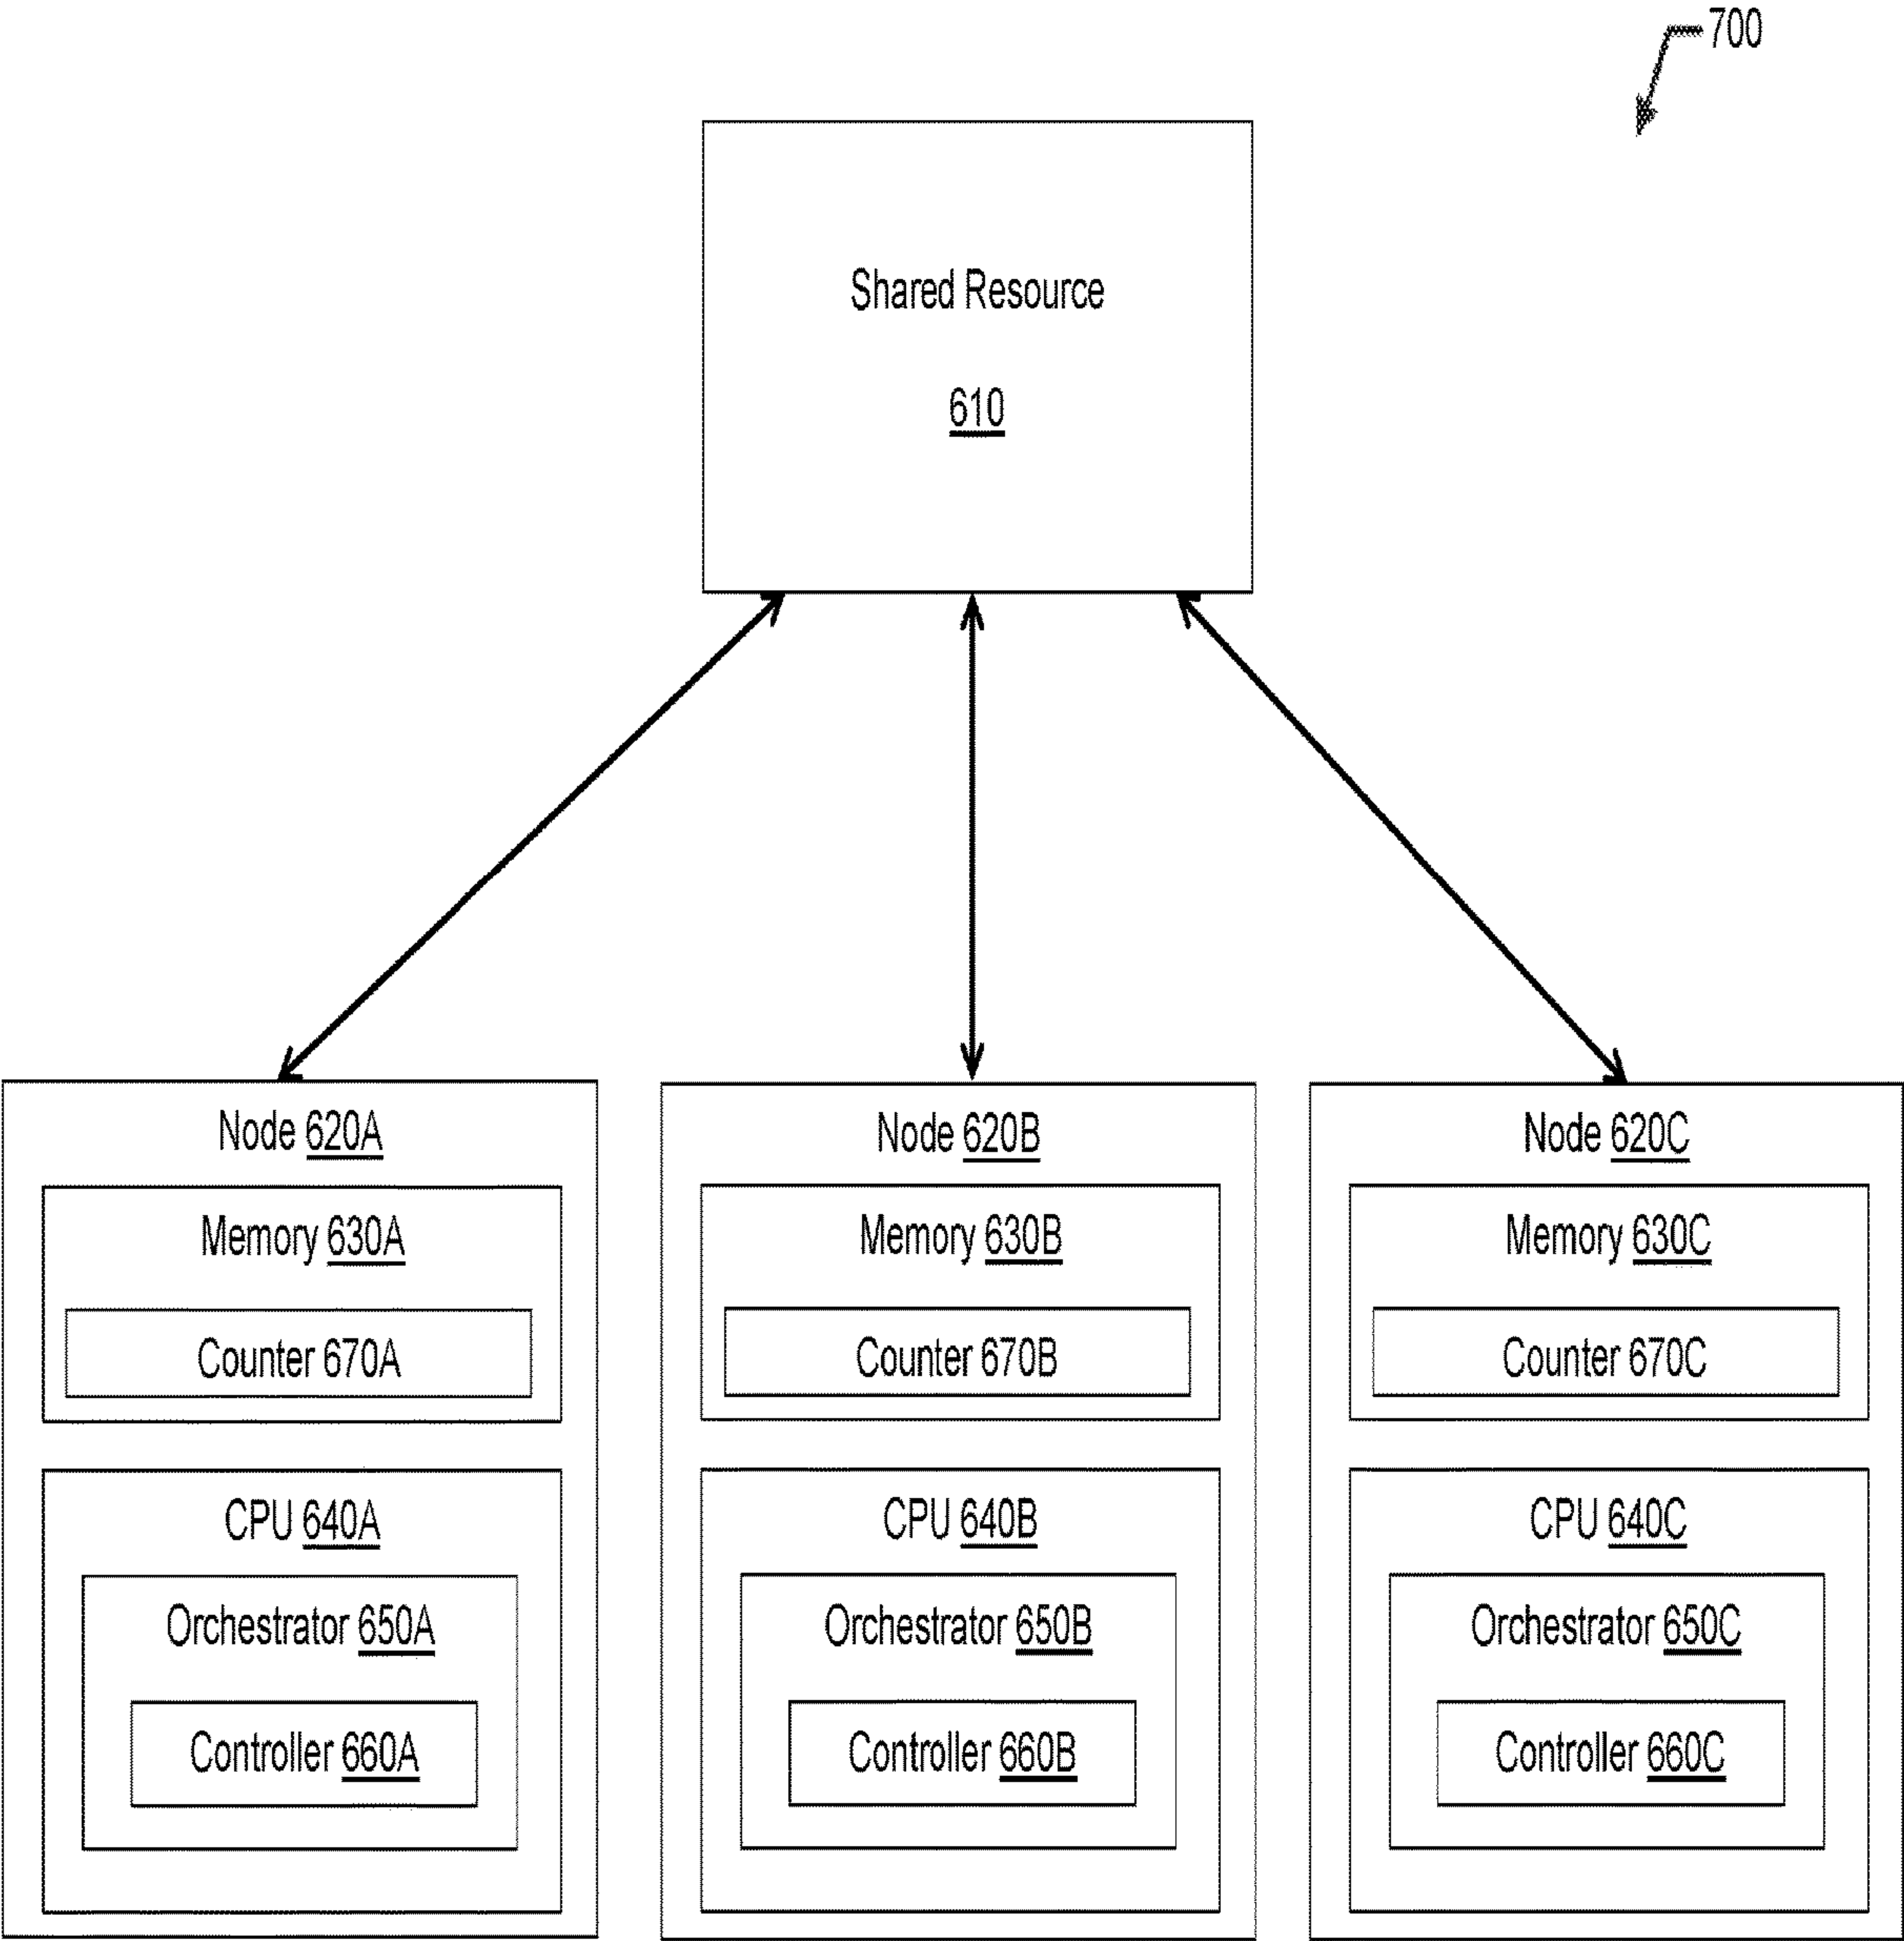 700
Shared Resource
610
Node 620A
Memory 630A
Counter 670A
CPU 640A
Orchestrator 650A
Controller 660A
Node 620B
Memory 630B
Counter 670B
CPU 640B
Orchestrator 650B
Controller 660B
Node 620C
Memory 630C
Counter 670C
CPU 640C
Orchestrator 650C
Controller 660C